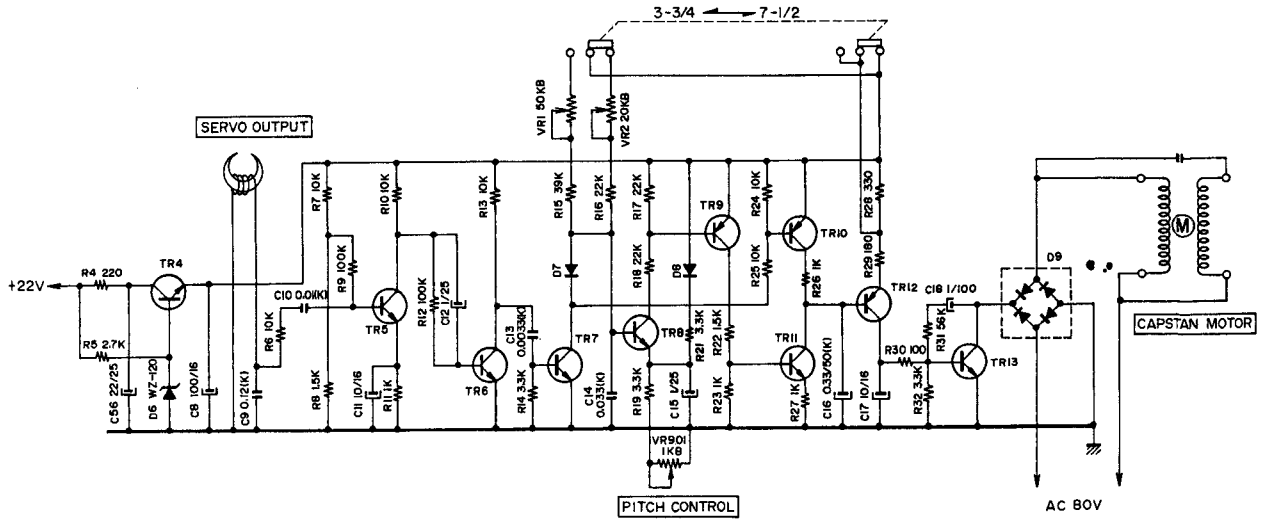 3-3/4 7-1/2
SERVO OUTPUT
VR1 50KB
VR2 20KB
+22V
R4 220
TR4
R5 2.7K
C56 22/25
D5 WZ-120
C8 100/16
C9 0.12(K)
R6 10K
C10 0.01(K)
R7 10K
R8 1.5K
R9 100K
R10 10K
TR5
C11 10/16
R11 1K
R12 100K
C12 1/25
R13 10K
TR6
C13 0.0033(K)
R14 3.3K
R15 39K
R16 22K
D7
TR7
C14 0.033(K)
R17 22K
R18 22K
D8
TR8
R19 3.3K
R21 3.3K
C15 1/25
VR901 1KB
PITCH CONTROL
TR9
R22 1.5K
R23 1K
R24 10K
R25 10K
TR10
R26 1K
TR11
R27 1K
C16 0.33/50(K)
C17 10/16
R28 330
R29 180
TR12
R30 100
R31 56K
R32 3.3K
C18 1/100
TR13
D9
M
CAPSTAN MOTOR
AC 80V